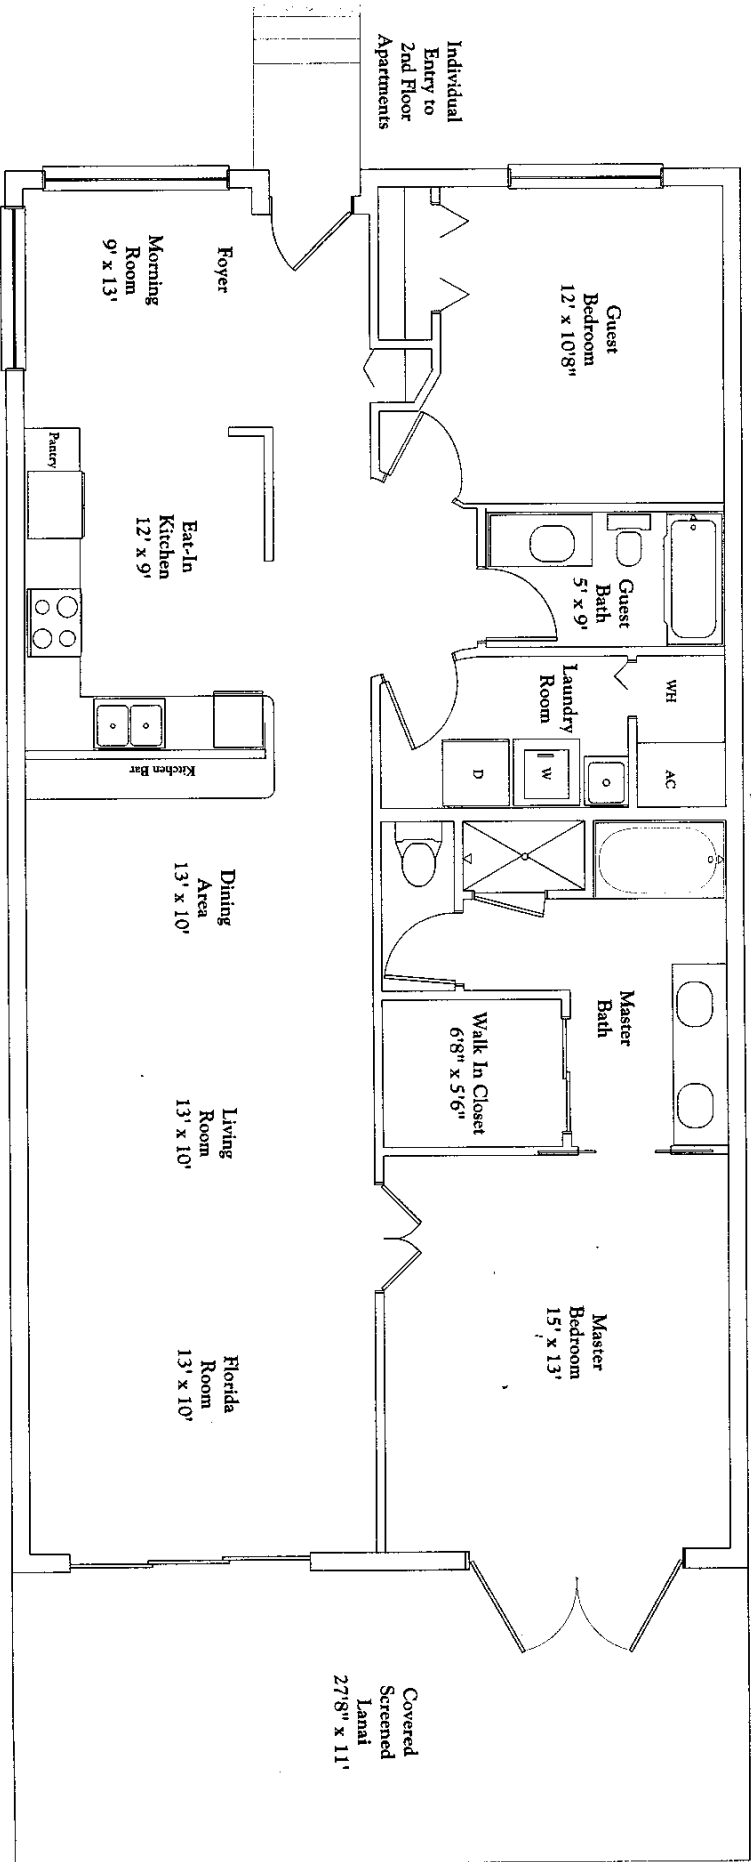 Individual
Entry to
2nd Floor
Apartments
Guest
Bedroom
12' x 10'8"
Foyer
Morning
Room
9' x 13'
Pantry
Eat-In
Kitchen
12' x 9'
Guest
Bath
5' x 9'
Laundry
Room
WH
AC
W
D
Kitchen Bar
Dining
Area
13' x 10'
Master
Bath
Walk In Closet
6'8" x 5'6"
Living
Room
13' x 10'
Master
Bedroom
15' x 13'
Florida
Room
13' x 10'
Covered
Screened
Lanai
27'8" x 11'